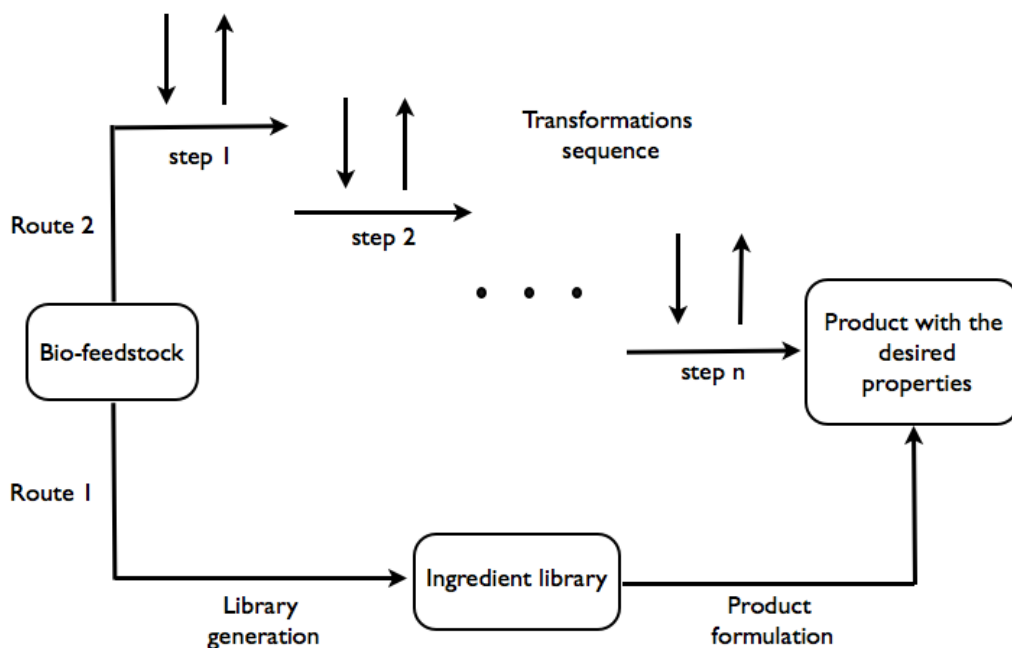 Transformations
sequence
step 1
Route 2
step 2
Bio-feedstock
step n
Product with the
desired
properties
Route 1
Ingredient library
Library
generation
Product
formulation